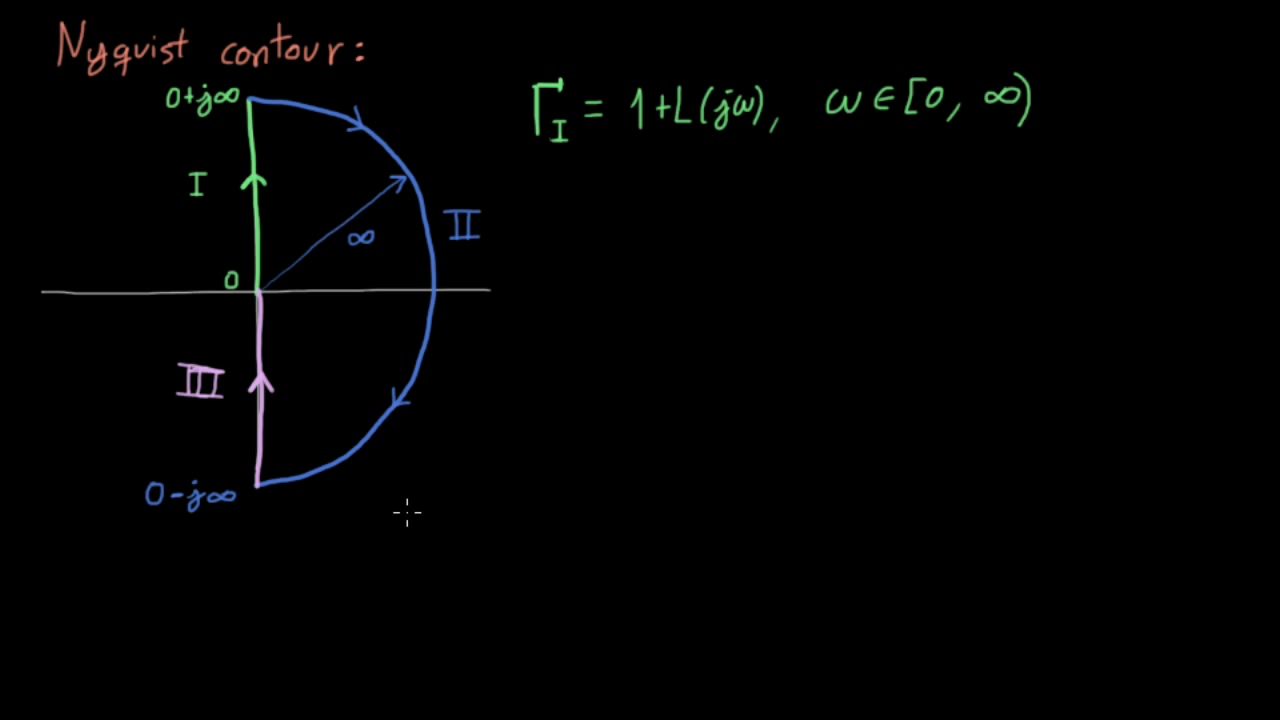 Nyquist contour:
0+j∞
Γ_I = 1+L(jω), ω∈[0, ∞)
I
II
∞
0
III
0-j∞